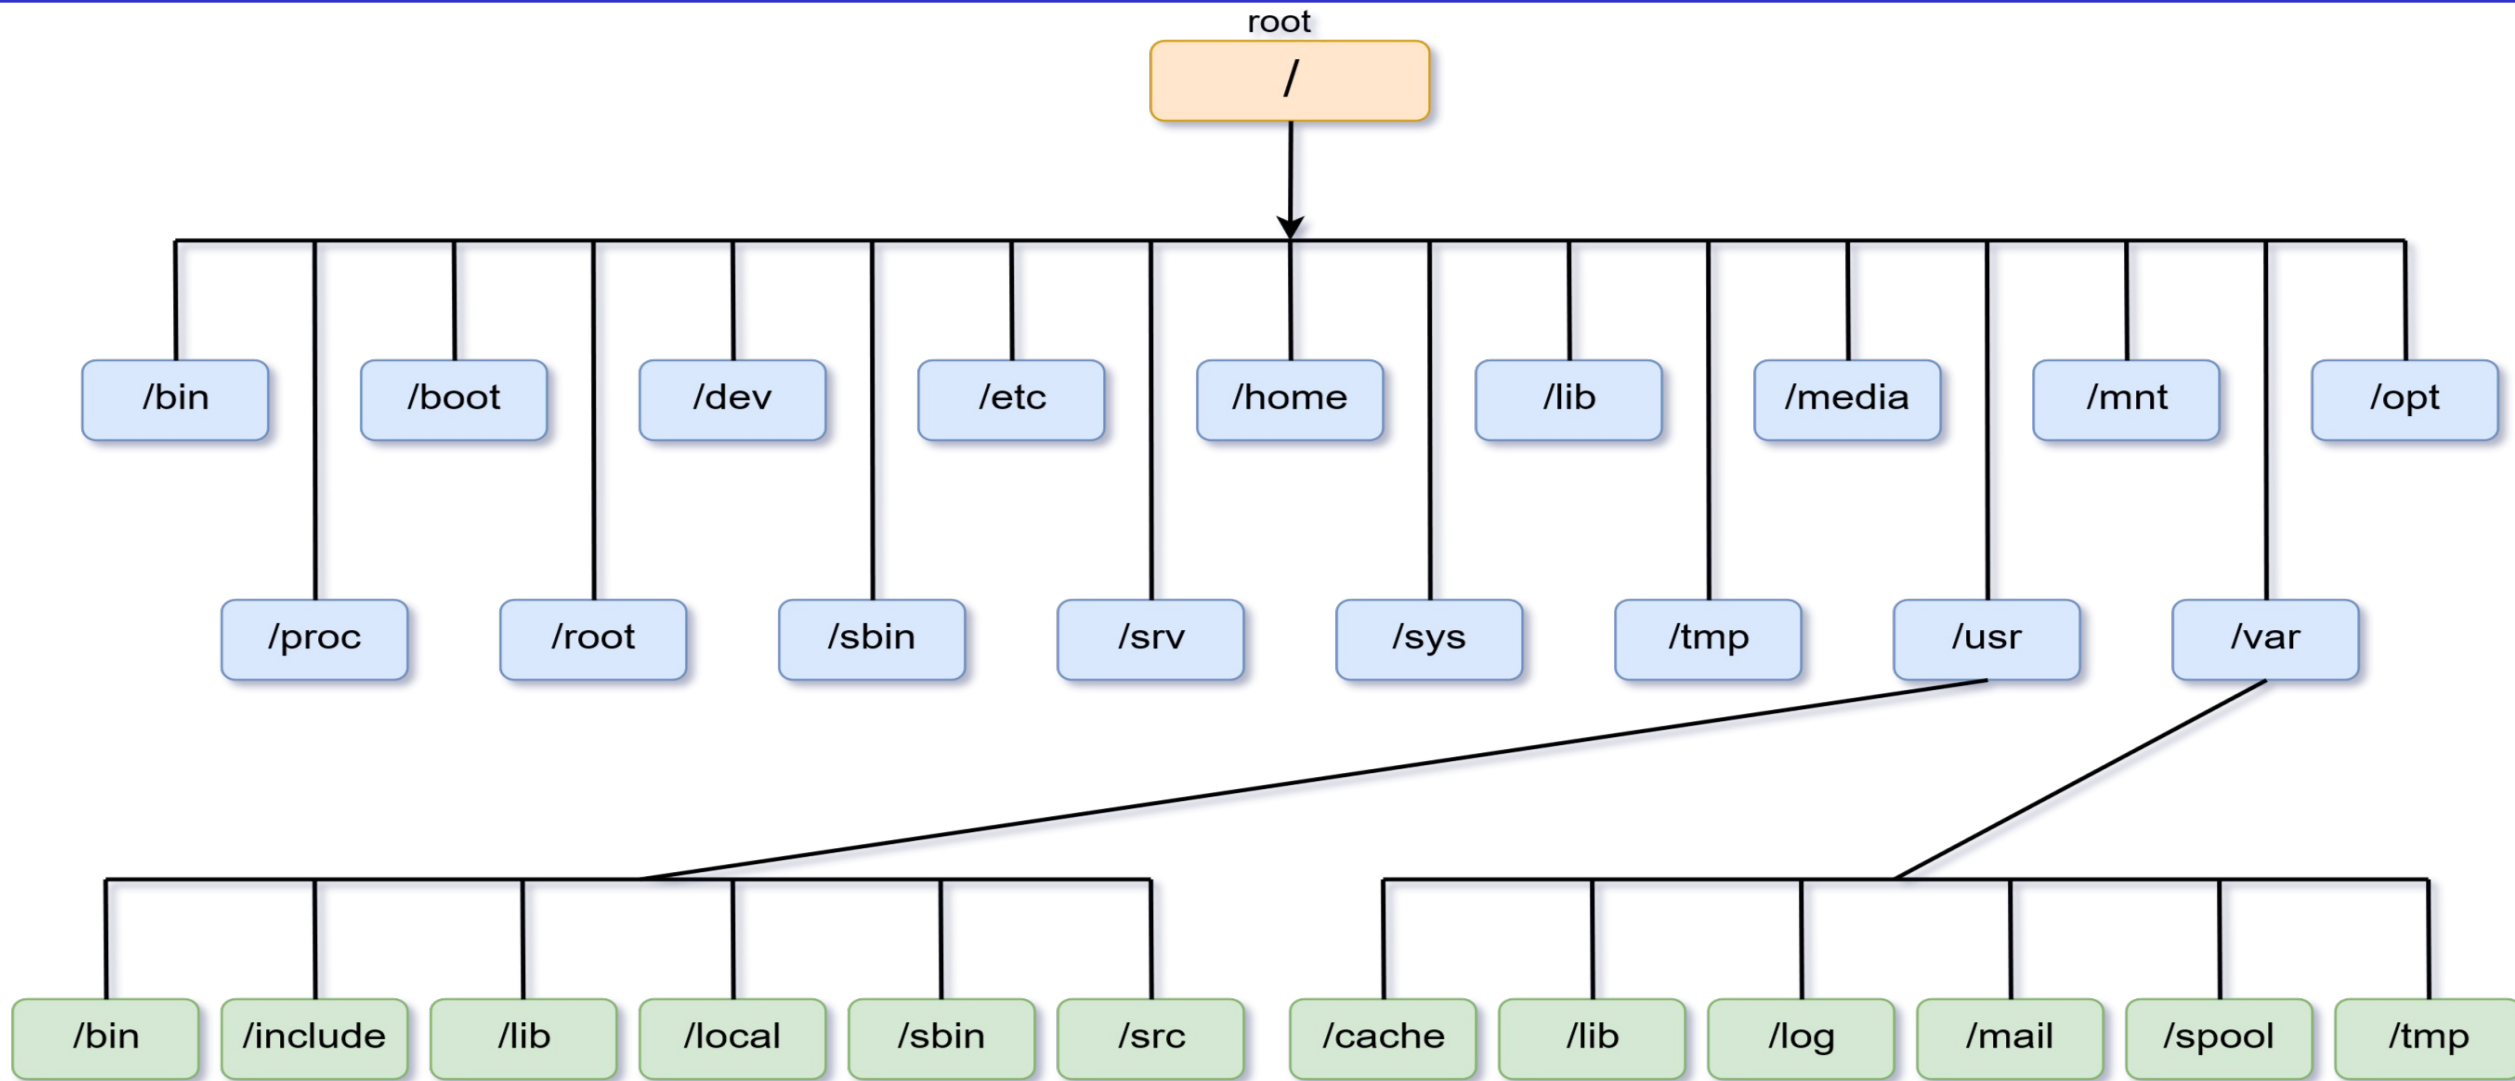 root
/
/bin
/boot
/dev
/etc
/home
/lib
/media
/mnt
/opt
/proc
/root
/sbin
/srv
/sys
/tmp
/usr
/var
/bin
/include
/lib
/local
/sbin
/src
/cache
/lib
/log
/mail
/spool
/tmp